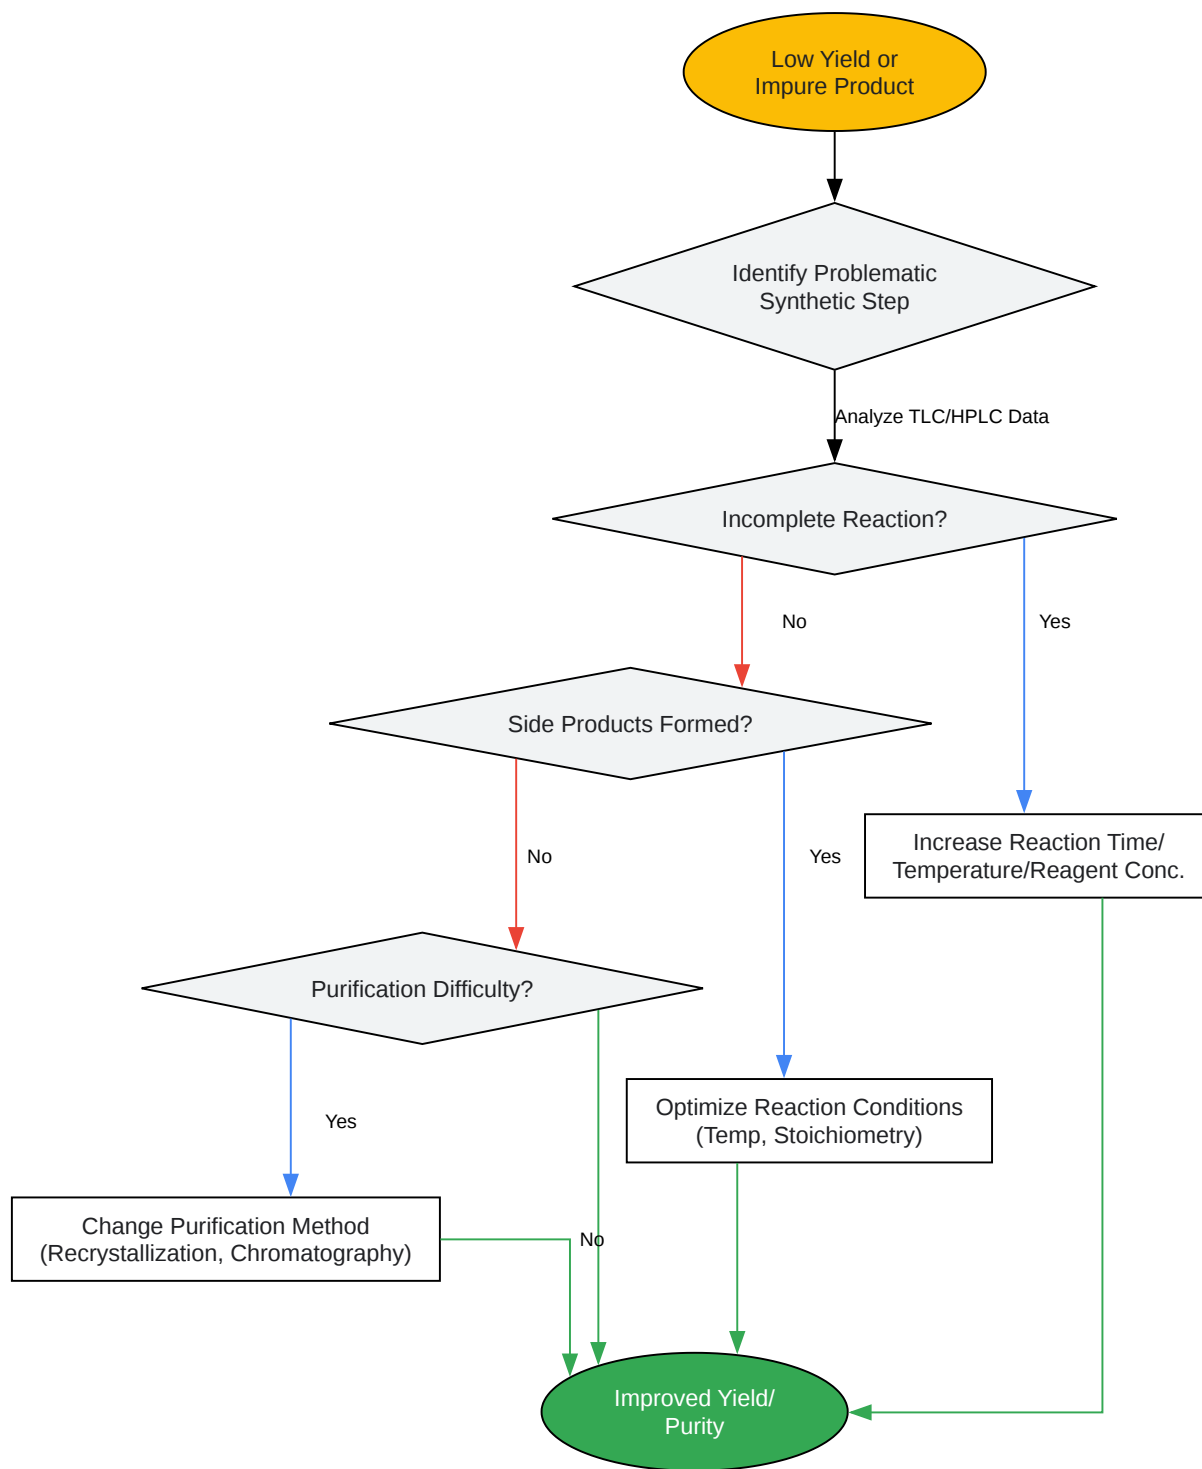 Low Yield or
Impure Product
Identify Problematic
Synthetic Step
Analyze TLC/HPLC Data
Incomplete Reaction?
No
Yes
Side Products Formed?
Increase Reaction Time/
Temperature/Reagent Conc.
No
Yes
Purification Difficulty?
Optimize Reaction Conditions
(Temp, Stoichiometry)
Yes
Change Purification Method
(Recrystallization, Chromatography)
No
Improved Yield/
Purity